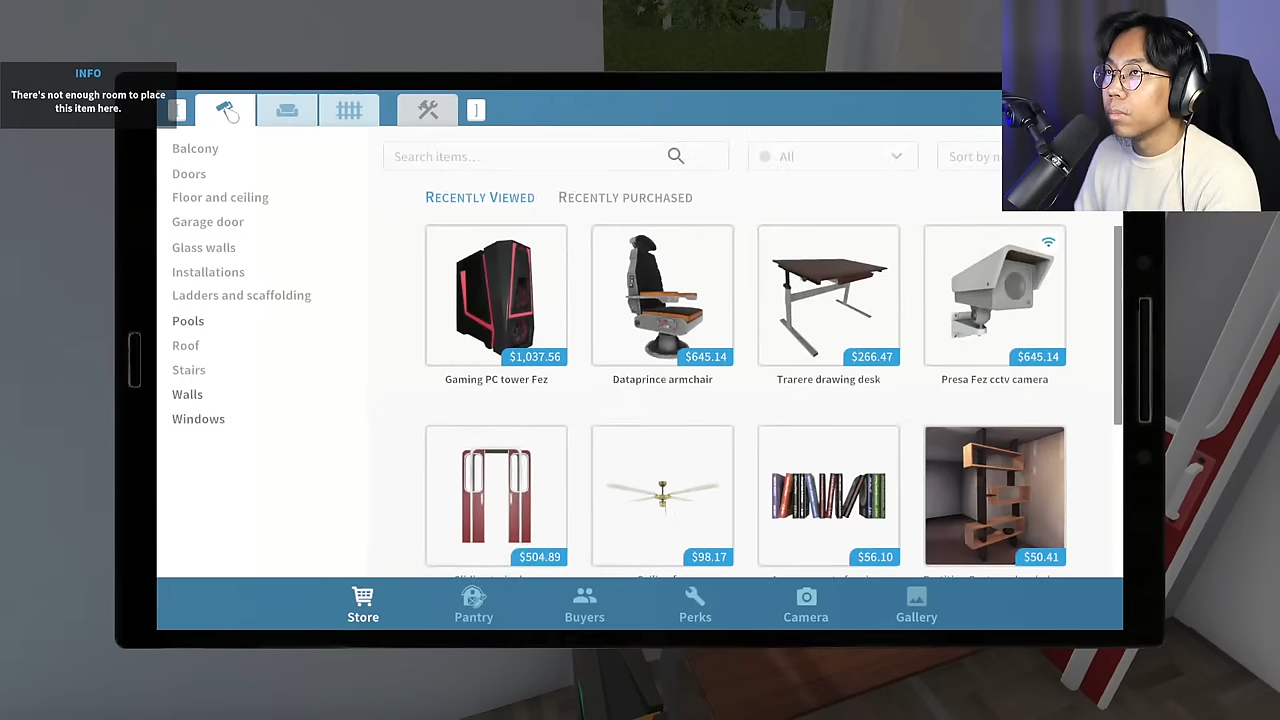 INFO
There's not enough room to place
this item here.
[
]
Balcony
Doors
Floor and ceiling
Garage door
Glass walls
Installations
Ladders and scaffolding
Pools
Roof
Stairs
Walls
Windows
Search items...
All
Sort by
RECENTLY VIEWED
RECENTLY PURCHASED
$1,037.56
$645.14
$266.47
$645.14
Gaming PC tower Fez
Dataprince armchair
Trarere drawing desk
Presa Fez cctv camera
$504.89
$98.17
$56.10
$50.41
Store
Pantry
Buyers
Perks
Camera
Gallery